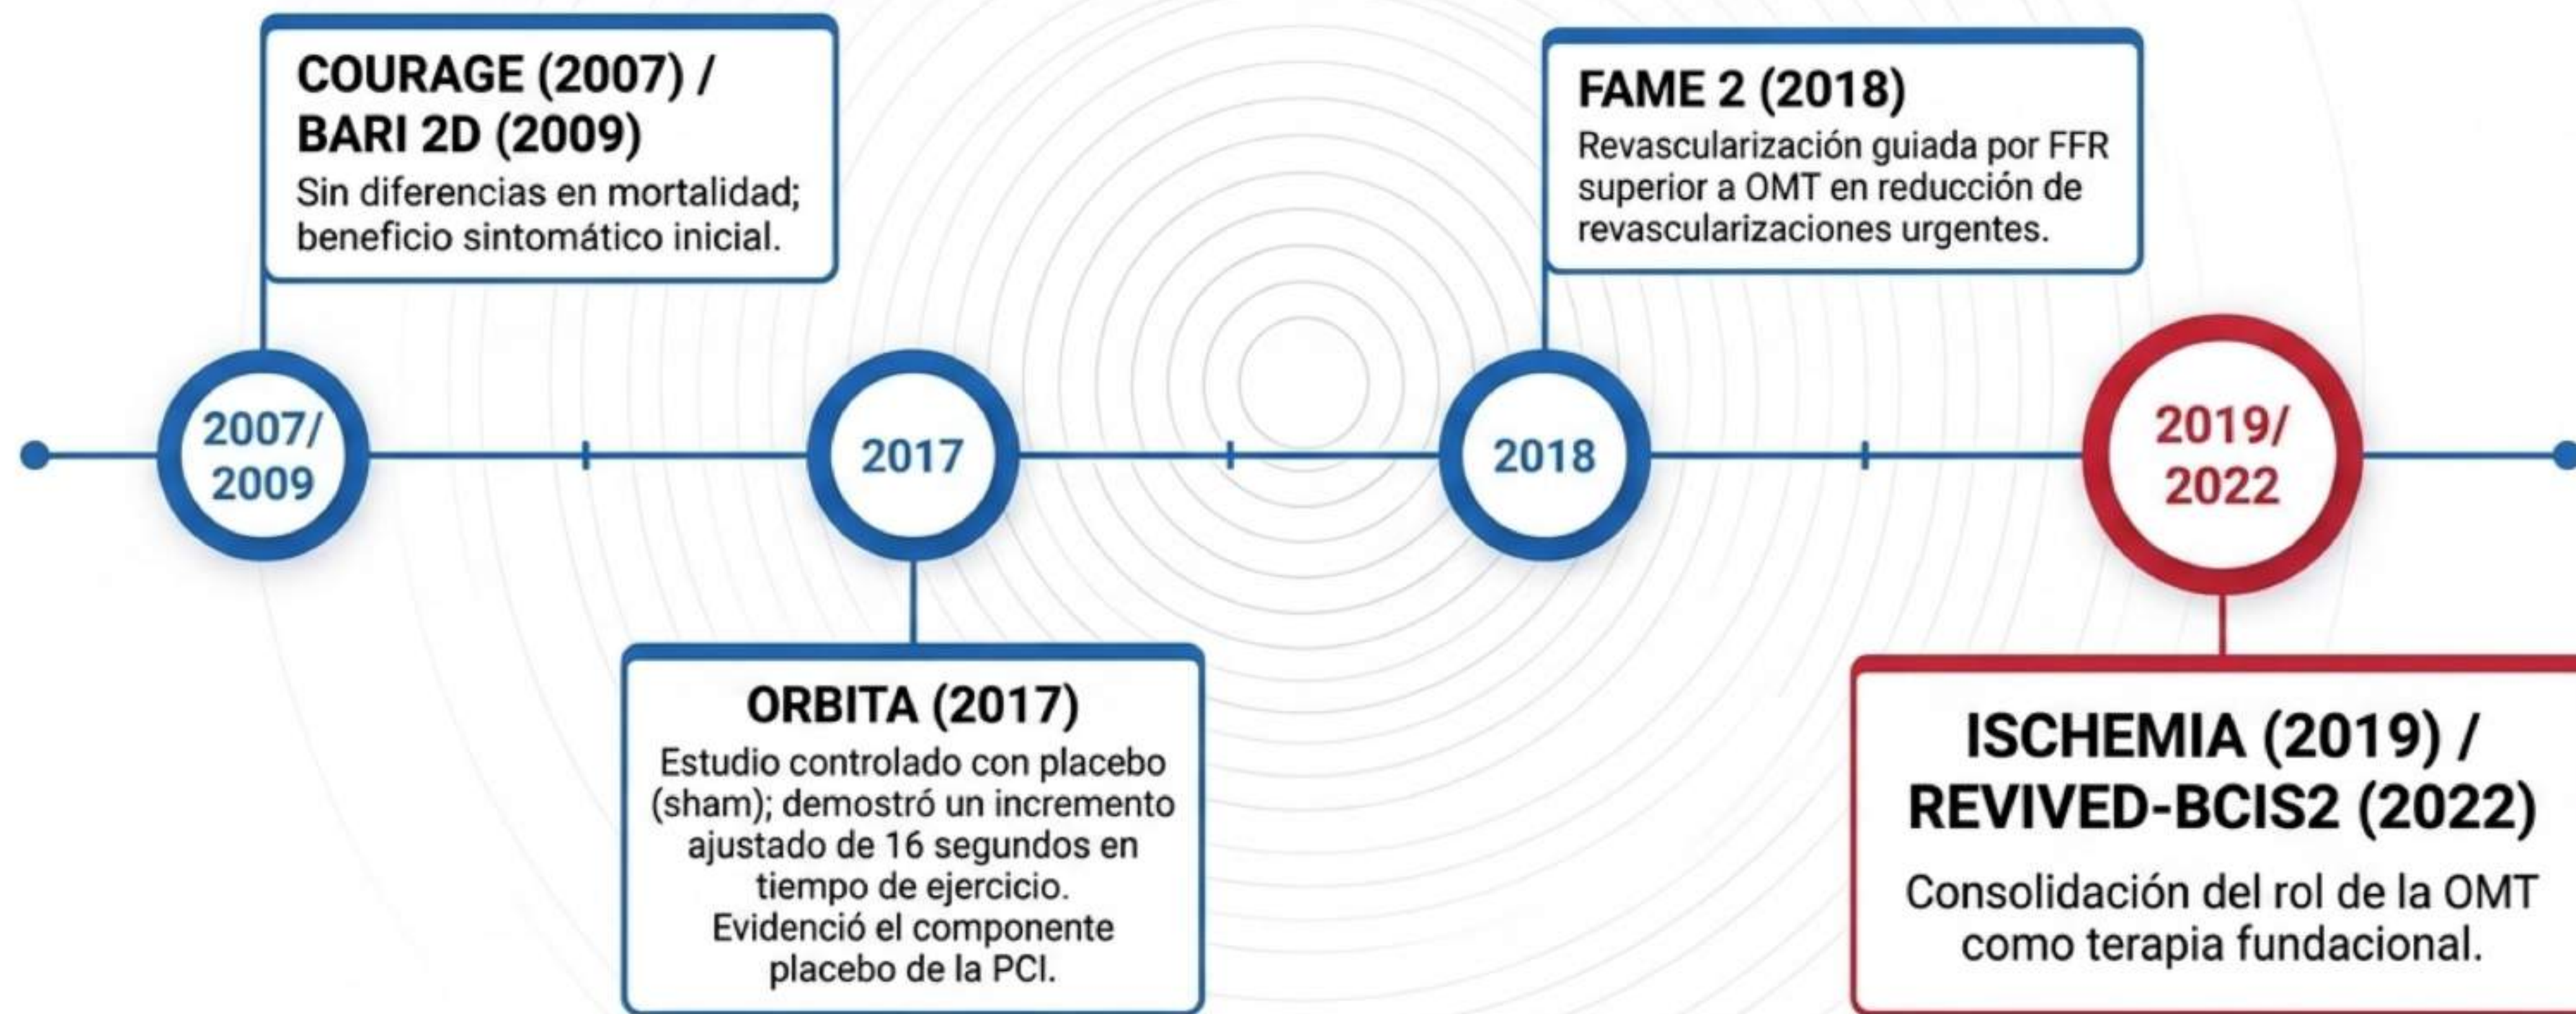 COURAGE (2007) /
BARI 2D (2009)
Sin diferencias en mortalidad;
beneficio sintomático inicial.
FAME 2 (2018)
Revascularización guiada por FFR
superior a OMT en reducción de
revascularizaciones urgentes.
2007/
2009
2017
2018
2019/
2022
ORBITA (2017)
Estudio controlado con placebo
(sham); demostró un incremento
ajustado de 16 segundos en
tiempo de ejercicio.
Evidenció el componente
placebo de la PCI.
ISCHEMIA (2019) /
REVIVED-BCIS2 (2022)
Consolidación del rol de la OMT
como terapia fundacional.